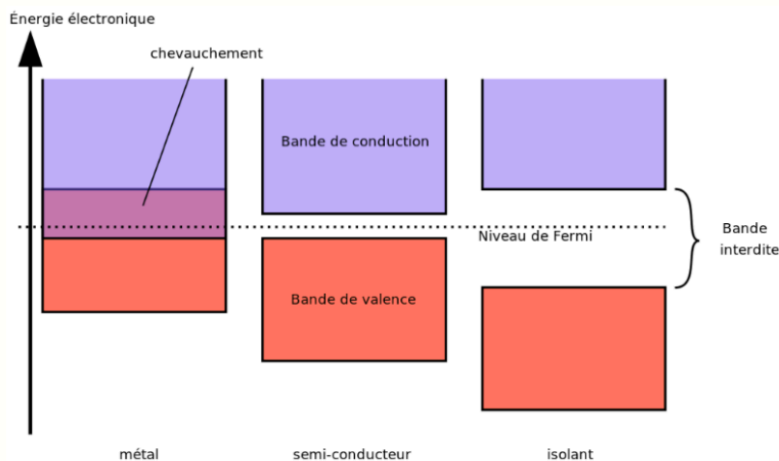 Énergie électronique
chevauchement
Bande de conduction
Niveau de Fermi
Bande
interdite
Bande de valence
métal
semi-conducteur
isolant